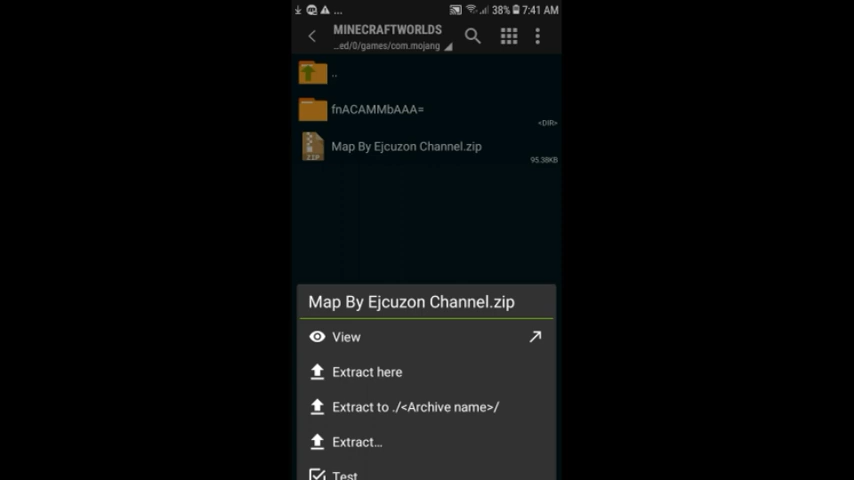 38% 7:41 AM
MINECRAFTWORLDS
...ed/0/games/com.mojang
..
fnACAMMbAAA=
<DIR>
Map By Ejcuzon Channel.zip
ZIP
95.38KB
Map By Ejcuzon Channel.zip
View
Extract here
Extract to ./<Archive name>/
Extract...
Test